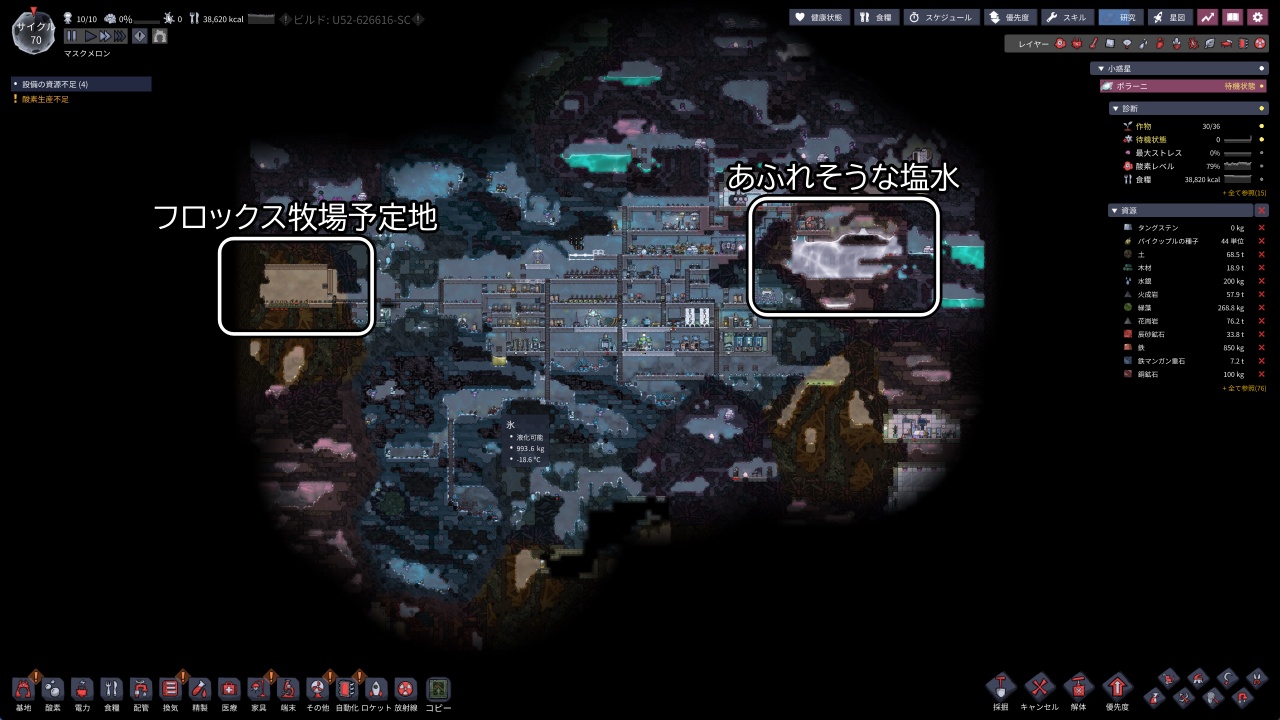 サイクル
70
10/10
0%
0
38,620 kcal
ビルド: U52-626616-SC
マスクメロン
設備の資源不足 (4)
酸素生産不足
健康状態
食糧
スケジュール
優先度
スキル
研究
星図
レイヤー
小惑星
ボラーニ
待機状態
診断
作物 30/36
待機状態 0
最大ストレス 0%
酸素レベル 79%
食糧 38,820 kcal
+ 全て参照(15)
資源
タングステン 0 kg
パイクップルの種子 44 単位
土 68.5 t
木材 18.9 t
水銀 200 kg
火成岩 57.9 t
緑藻 268.8 kg
花崗岩 76.2 t
辰砂鉱石 33.8 t
鉄 850 kg
鉄マンガン重石 7.2 t
銅鉱石 100 kg
+ 全て参照(76)
フロックス牧場予定地
あふれそうな塩水
氷
液化可能
993.6 kg
-18.6 °C
基地
酸素
電力
食糧
配管
換気
精製
医療
家具
端末
その他
自動化
ロケット
放射線
コピー
採掘
キャンセル
解体
優先度